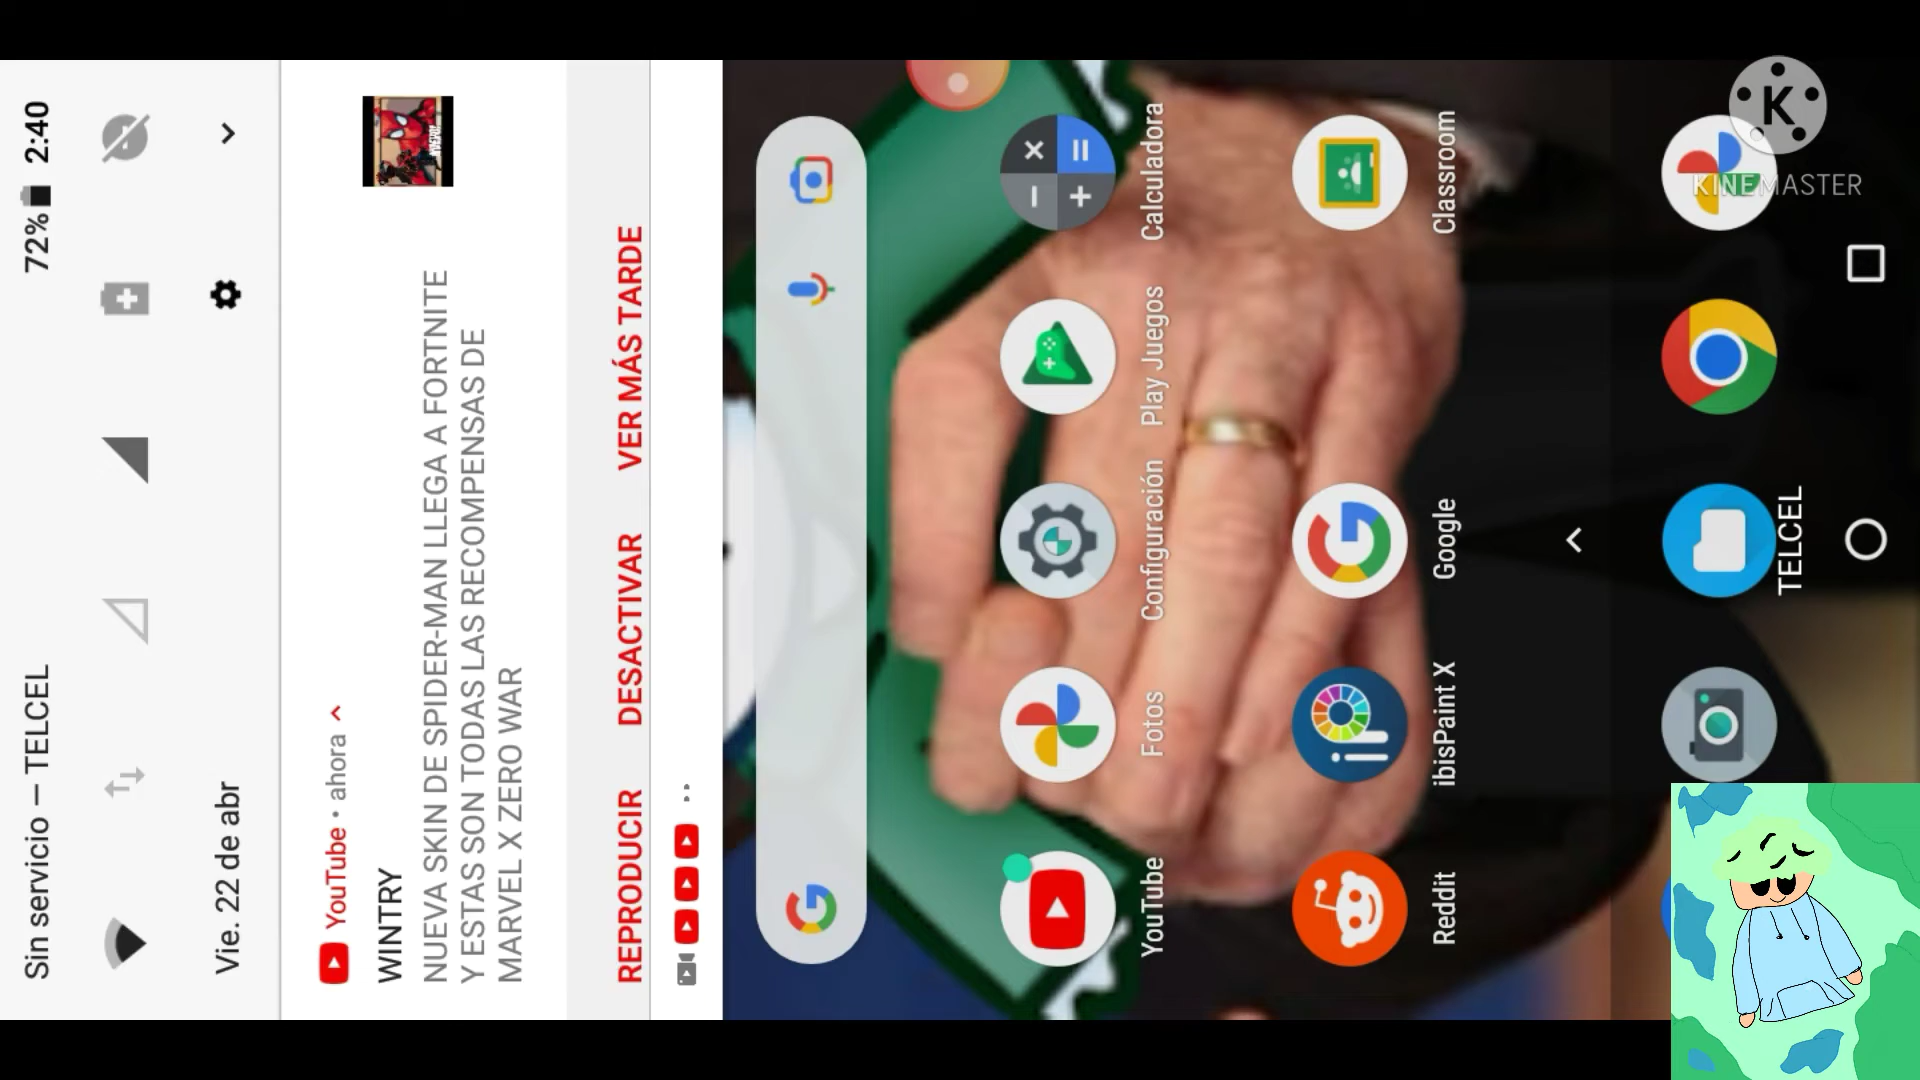 Sin servicio — TELCEL
72%
2:40
Vie. 22 de abr
YouTube • ahora
WINTRY
NUEVA SKIN DE SPIDER-MAN LLEGA A FORTNITE
Y ESTAS SON TODAS LAS RECOMPENSAS DE
MARVEL X ZERO WAR
REPRODUCIR
DESACTIVAR
VER MÁS TARDE
YouTube
Fotos
Configuración
Play Juegos
Calculadora
Reddit
ibisPaint X
Google
Classroom
TELCEL
K
KINEMASTER